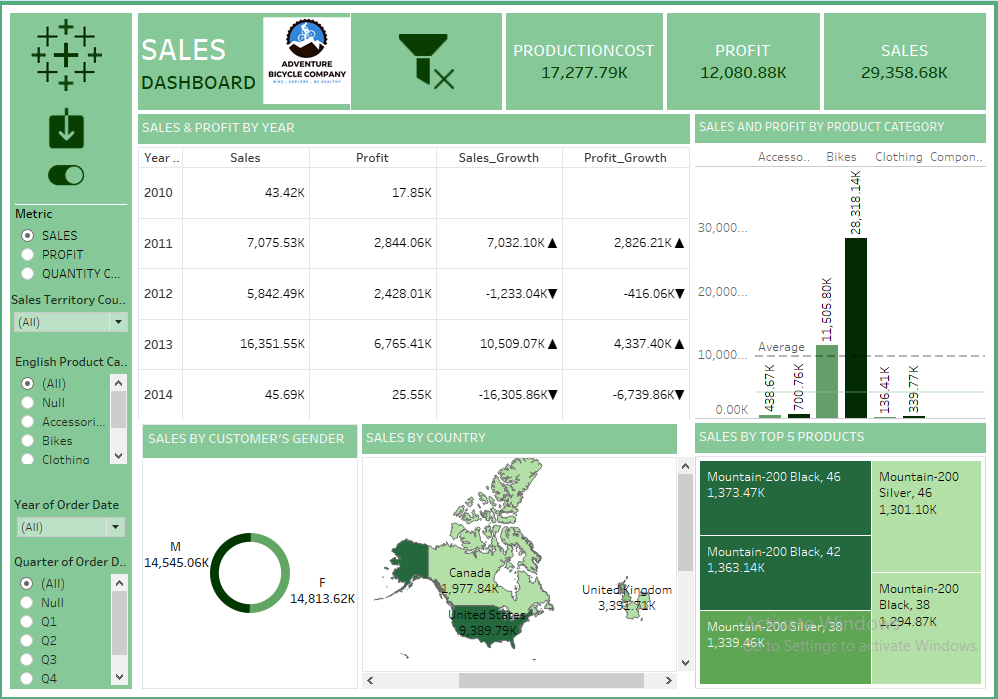 SALES
DASHBOARD
ADVENTURE
BICYCLE COMPANY
BIKE - EXPLORE - BE HEALTHY
PRODUCTIONCOST
17,277.79K
PROFIT
12,080.88K
SALES
29,358.68K
Metric
SALES
PROFIT
QUANTITY C...
Sales Territory Cou..
(All)
English Product Ca..
(All)
Null
Accessori...
Bikes
Clothing
Year of Order Date
(All)
Quarter of Order D..
(All)
Null
Q1
Q2
Q3
Q4
SALES & PROFIT BY YEAR
Year .. Sales Profit Sales_Growth Profit_Growth
2010 43.42K 17.85K
2011 7,075.53K 2,844.06K 7,032.10K▲ 2,826.21K▲
2012 5,842.49K 2,428.01K -1,233.04K▼ -416.06K▼
2013 16,351.55K 6,765.41K 10,509.07K▲ 4,337.40K▲
2014 45.69K 25.55K -16,305.86K▼ -6,739.86K▼
SALES AND PROFIT BY PRODUCT CATEGORY
Accesso.. Bikes Clothing Compon..
30,000...
20,000...
10,000...
0.00K
Average
438.67K
700.76K
11,505.80K
28,318.14K
136.41K
339.77K
SALES BY CUSTOMER'S GENDER
M
14,545.06K
F
14,813.62K
SALES BY COUNTRY
Canada
1,977.84K
United States
9,389.79K
United Kingdom
3,391.71K
SALES BY TOP 5 PRODUCTS
Mountain-200 Black, 46
1,373.47K
Mountain-200 Black, 42
1,363.14K
Mountain-200 Silver, 38
1,339.46K
Mountain-200
Silver, 46
1,301.10K
Mountain-200
Black, 38
1,294.87K
Activate Windows
Go to Settings to activate Windows.